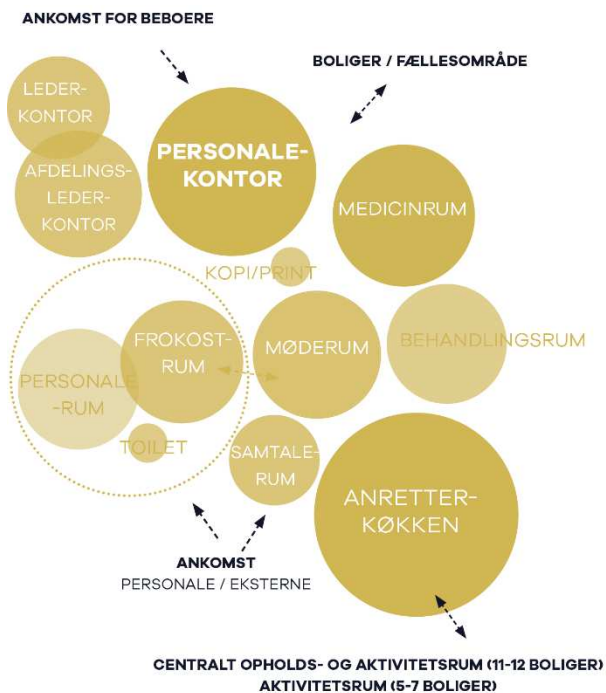 ANKOMST FOR BEBOERE
BOLIGER / FÆLLESOMRÅDE
LEDER-
KONTOR
PERSONALE-
KONTOR
AFDELINGS-
LEDER-
KONTOR
MEDICINRUM
KOPI/PRINT
FROKOST-
RUM
MØDERUM
BEHANDLINGSRUM
PERSONALE
-RUM
TOILET
SAMTALE-
RUM
ANRETTER-
KØKKEN
ANKOMST
PERSONALE / EKSTERNE
CENTRALT OPHOLDS- OG AKTIVITETSRUM (11-12 BOLIGER)
AKTIVITETSRUM (5-7 BOLIGER)